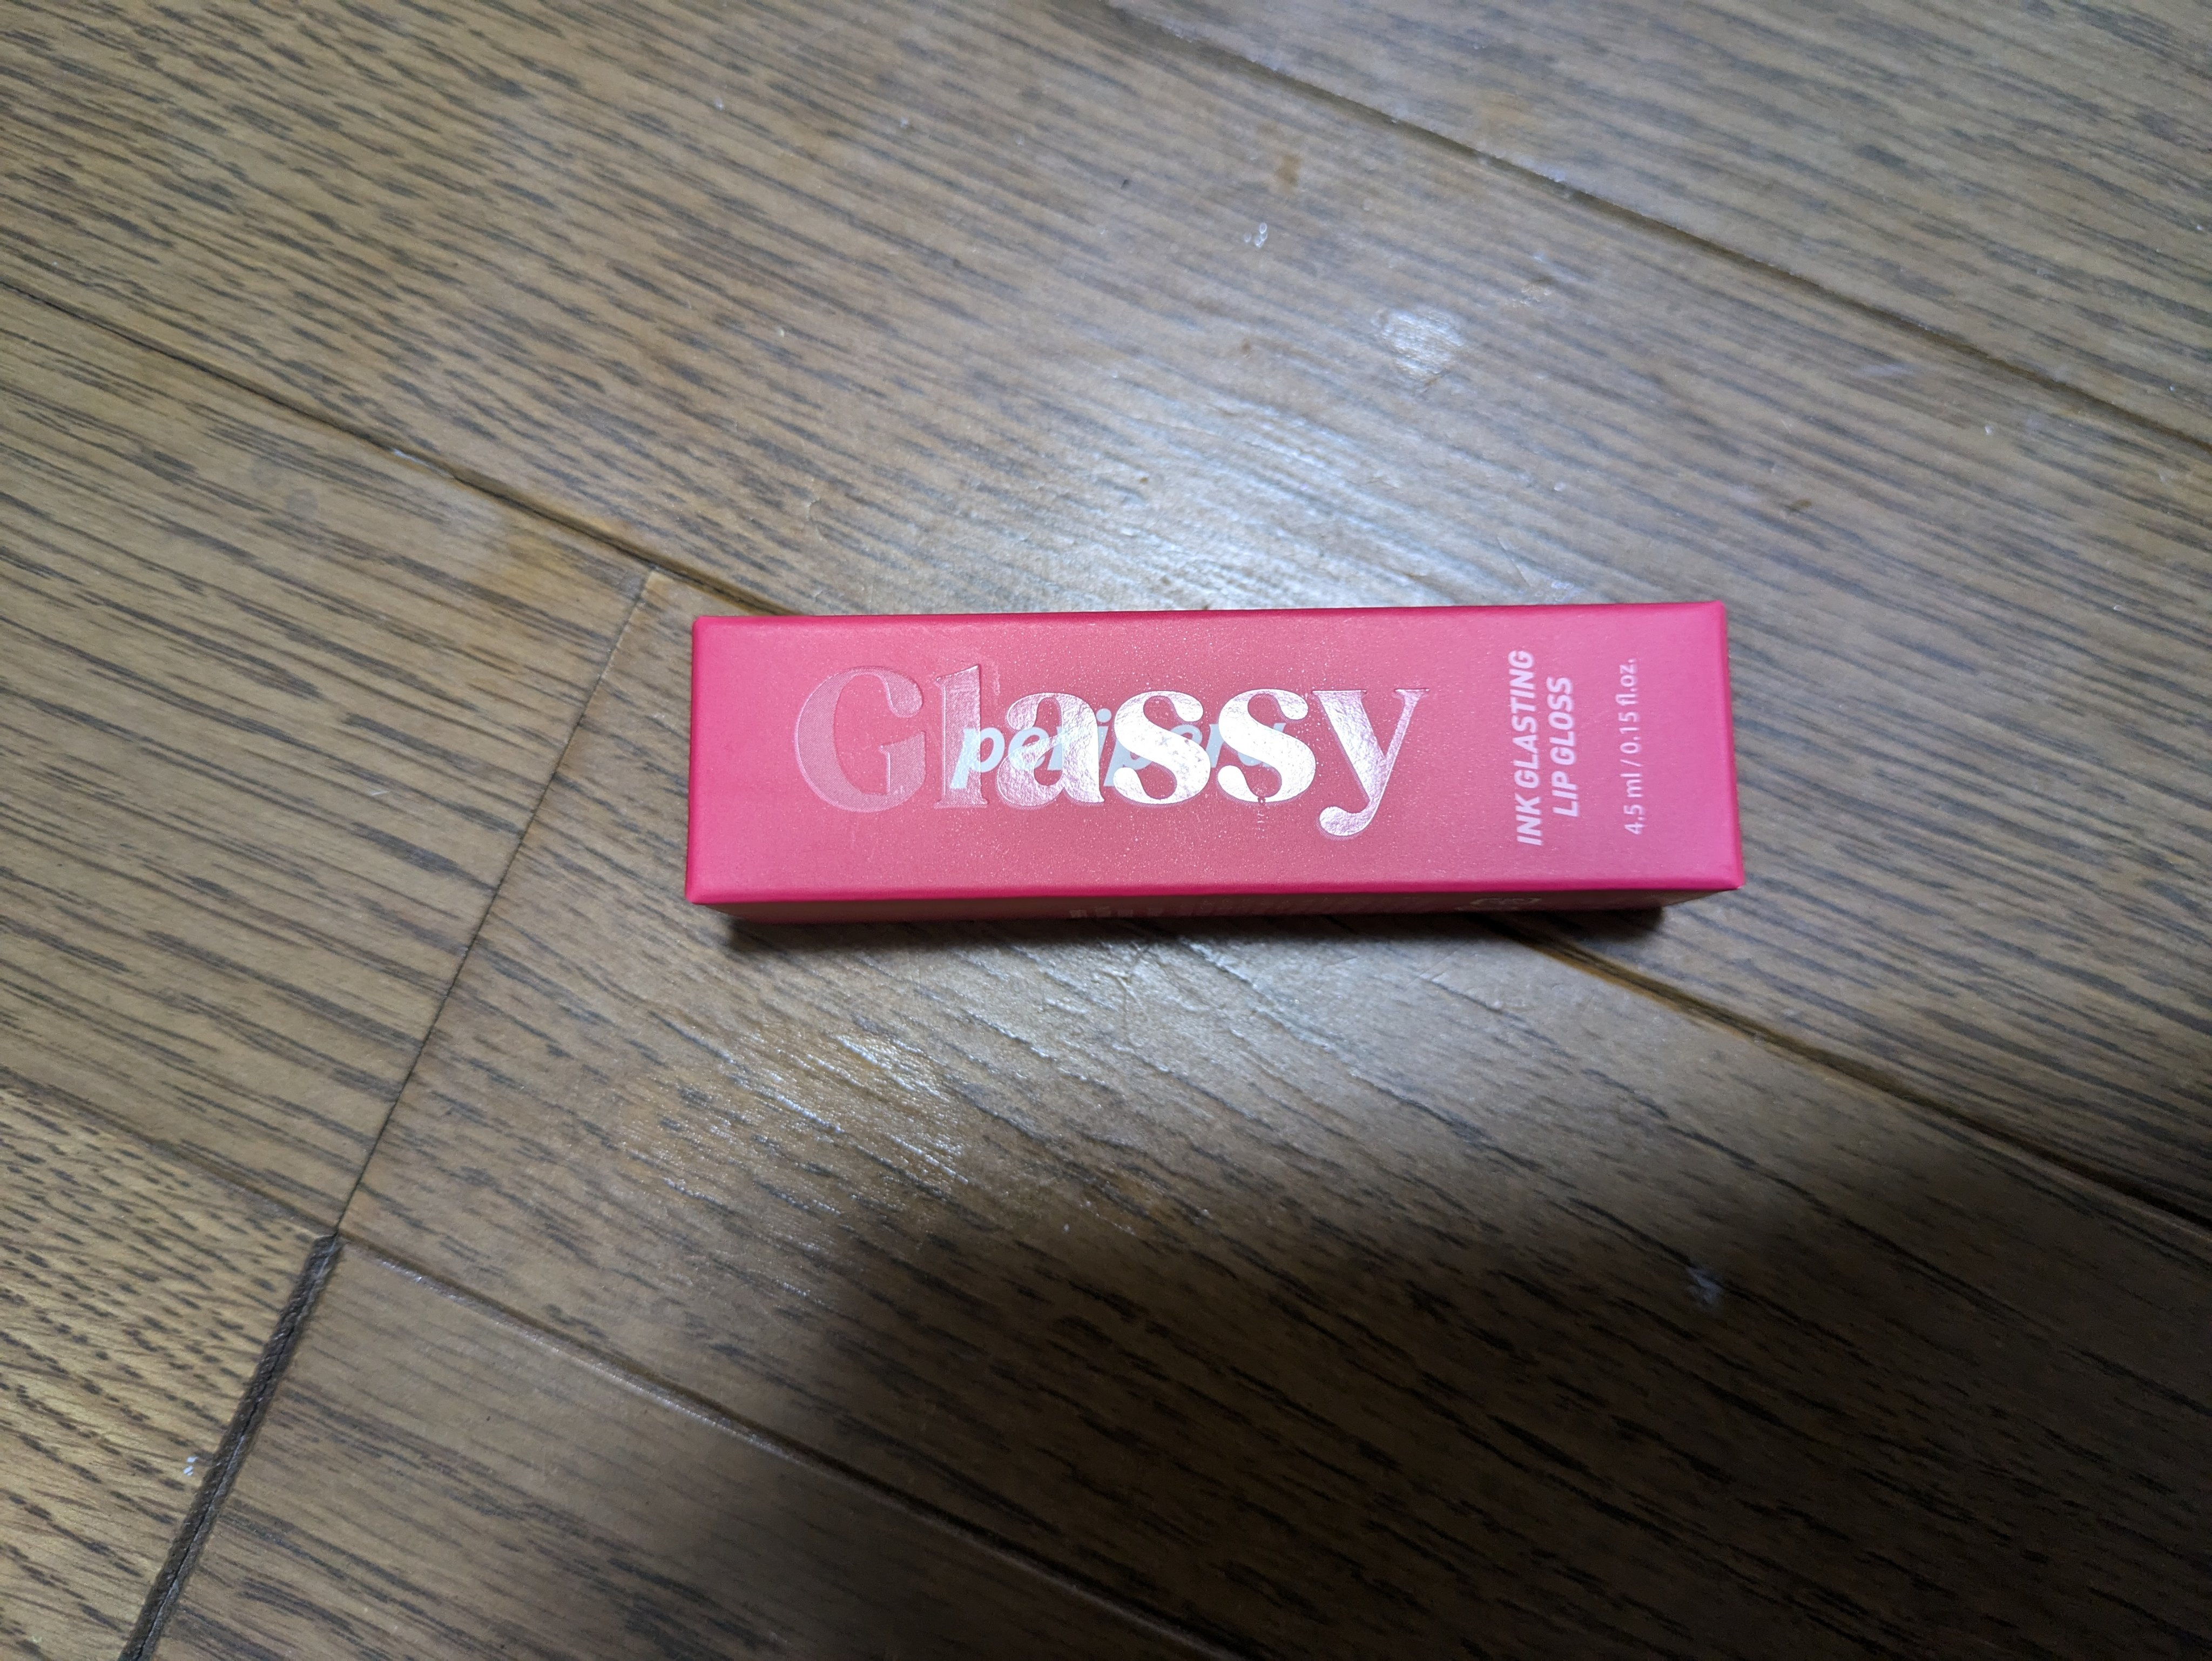 Glassy
peripera
INK GLASTING
LIP GLOSS
4.5 ml / 0.15 fl.oz.